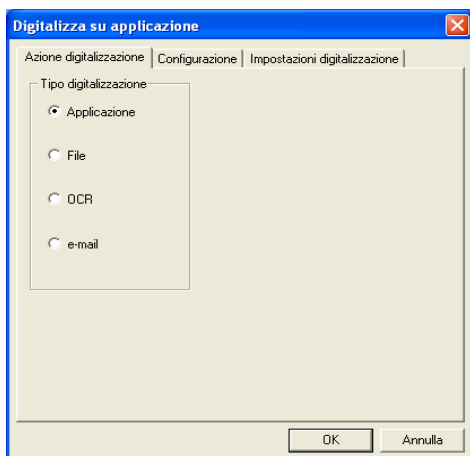 Digitalizza su applicazione
Azione digitalizzazione Configurazione Impostazioni digitalizzazione
Tipo digitalizzazione
Applicazione
File
OCR
e-mail
OK Annulla